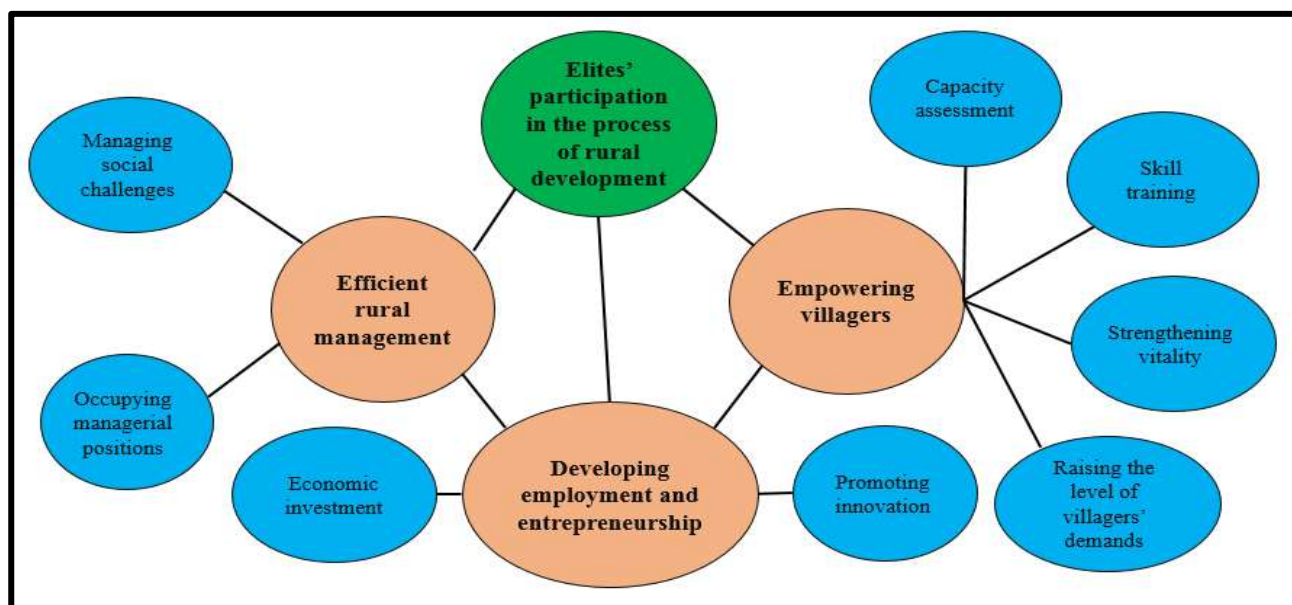 Elites’
participation
in the process
of rural
development
Capacity
assessment
Managing
social
challenges
Skill
training
Efficient
rural
management
Empowering
villagers
Strengthening
vitality
Occupying
managerial
positions
Economic
investment
Developing
employment and
entrepreneurship
Promoting
innovation
Raising the
level of
villagers’
demands